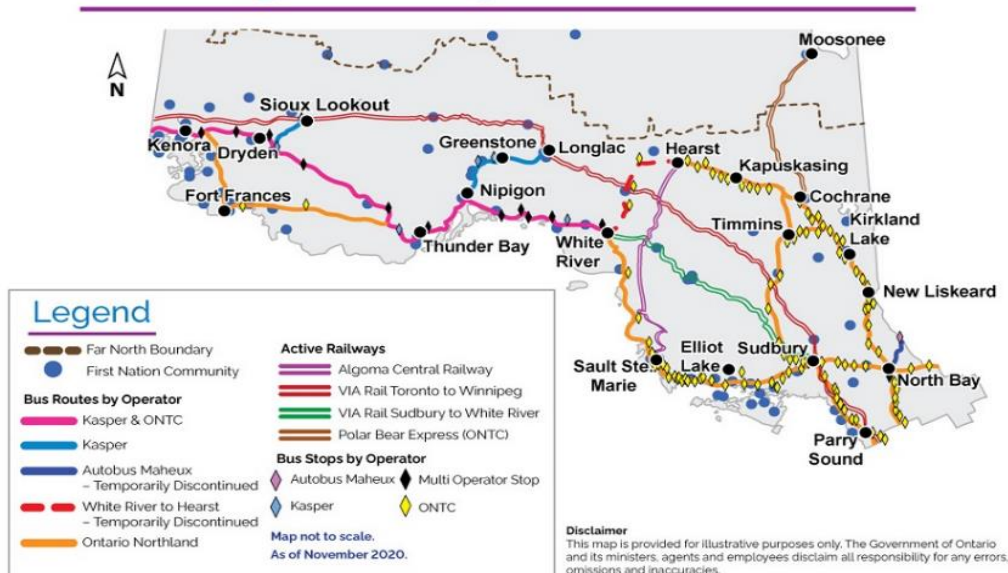 N
Moosonee
Sioux Lookout
Kenora
Dryden
Greenstone
Longlac
Hearst
Kapuskasing
Cochrane
Fort Frances
Nipigon
Thunder Bay
White
River
Timmins
Kirkland
Lake
New Liskeard
Sault Ste.
Marie
Elliot
Lake
Sudbury
North Bay
Parry
Sound
Legend
Far North Boundary
First Nation Community
Bus Routes by Operator
Kasper & ONTC
Kasper
Autobus Maheux
– Temporarily Discontinued
White River to Hearst
– Temporarily Discontinued
Ontario Northland
Active Railways
Algoma Central Railway
VIA Rail Toronto to Winnipeg
VIA Rail Sudbury to White River
Polar Bear Express (ONTC)
Bus Stops by Operator
Autobus Maheux
Multi Operator Stop
Kasper
ONTC
Map not to scale.
As of November 2020.
Disclaimer
This map is provided for illustrative purposes only. The Government of Ontario
and its ministers, agents and employees disclaim all responsibility for any errors,
omissions and inaccuracies.